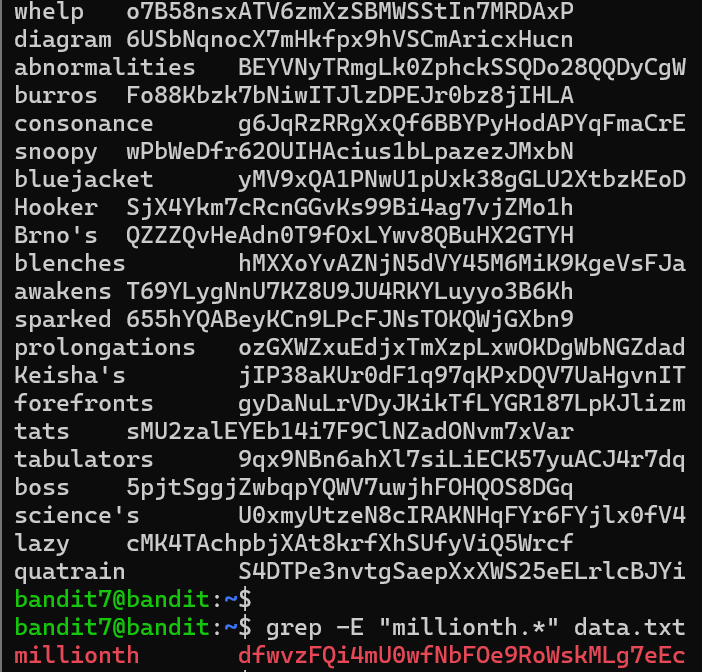 whelp	o7B58nsxATV6zmXzSBMWSStIn7MRDAxP
diagram	6USbNqnocX7mHkfpx9hVSCmAricxHucn
abnormalities	BEYVNyTRmgLk0ZphckSSQDo28QQDyCgW
burros	Fo88Kbzk7bNiwITJlzDPEJr0bz8jIHLA
consonance	g6JqRzRRgXxQf6BBYPyHodAPYqFmaCrE
snoopy	wPbWeDfr62OUIHAcius1bLpazezJMxbN
bluejacket	yMV9xQA1PNwU1pUxk38gGLU2XtbzKEoD
Hooker	SjX4Ykm7cRcnGGvKs99Bi4ag7vjZMo1h
Brno's	QZZZQvHeAdn0T9fOxLYwv8QBuHX2GTYH
blenches	hMXXoYvAZNjN5dVY45M6MiK9KgeVsFJa
awakens	T69YLygNnU7KZ8U9JU4RKYLuyyo3B6Kh
sparked	655hYQABeyKCn9LPcFJNsTOKQWjGXbn9
prolongations	ozGXWZxuEdjxTmXzpLxwOKDgWbNGZdad
Keisha's	jIP38aKUr0dF1q97qKPxDQV7UaHgvnIT
forefronts	gyDaNuLrVDyJKikTfLYGR187LpKJlizm
tats	sMU2zalEYEb14i7F9ClNZadONvm7xVar
tabulators	9qx9NBn6ahXl7siLiECK57yuACJ4r7dq
boss	5pjtSggjZwbqpYQWV7uwjhFOHQOS8DGq
science's	U0xmyUtzeN8cIRAKNHqFYr6FYjlx0fV4
lazy	cMK4TAchpbjXAt8krfXhSUfyViQ5Wrcf
quatrain	S4DTPe3nvtgSaepXxXWS25eELrlcBJYi
bandit7@bandit:~$
bandit7@bandit:~$ grep -E "millionth.*" data.txt
millionth	dfwvzFQi4mU0wfNbFOe9RoWskMLg7eEc